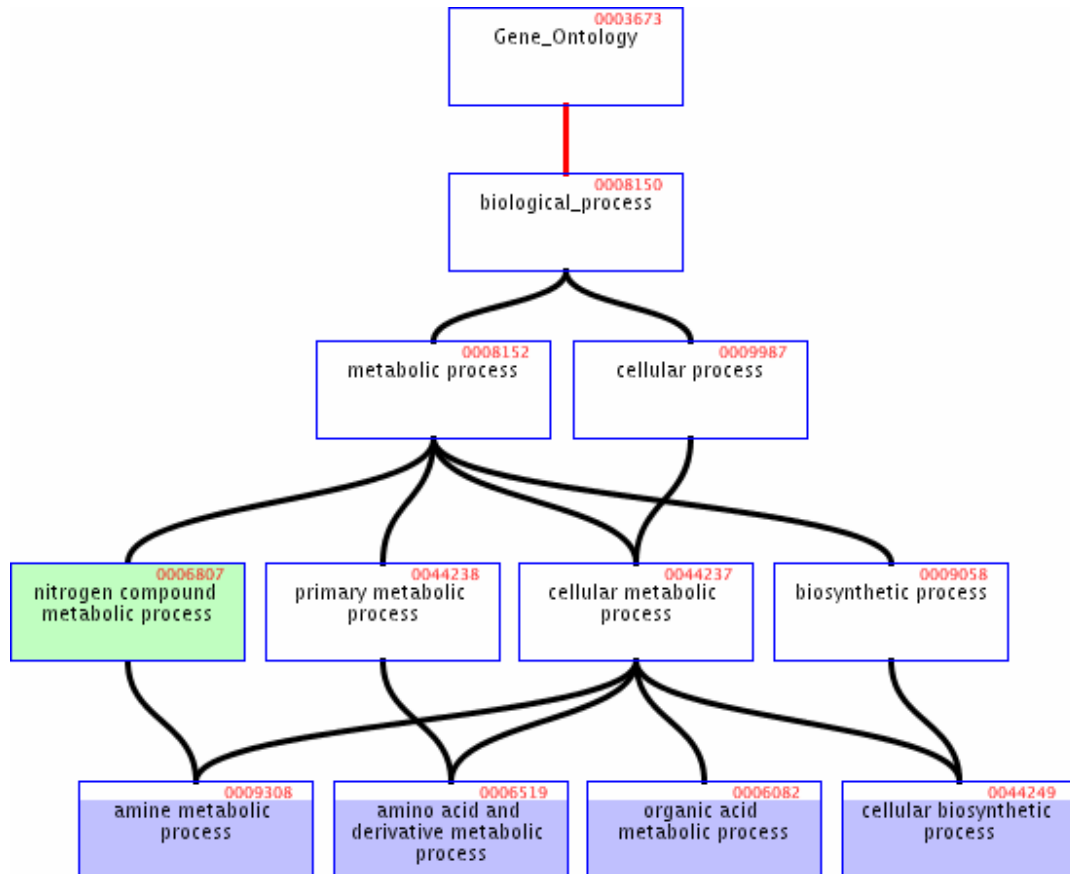 0003673
Gene_Ontology
0008150
biological_process
0008152
metabolic process
0009987
cellular process
0006807
nitrogen compound
metabolic process
0044238
primary metabolic
process
0044237
cellular metabolic
process
0009058
biosynthetic process
0009308
amine metabolic
process
0006519
amino acid and
derivative metabolic
process
0006082
organic acid
metabolic process
0044249
cellular biosynthetic
process